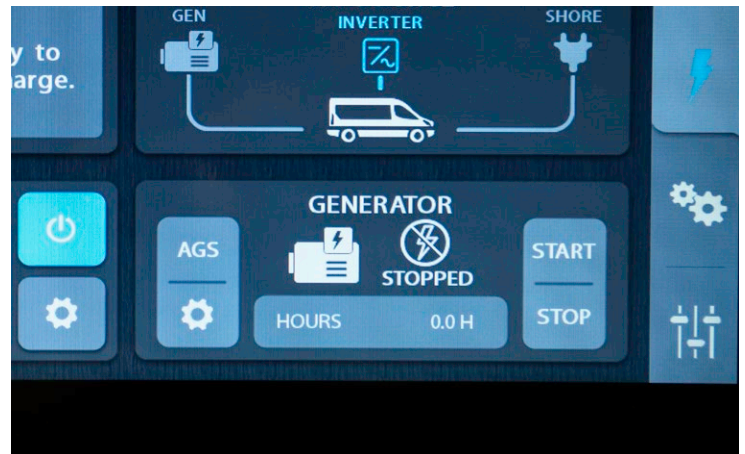 GEN
INVERTER
SHORE
y to
arge.
GENERATOR
AGS
STOPPED
START
STOP
HOURS 0.0 H